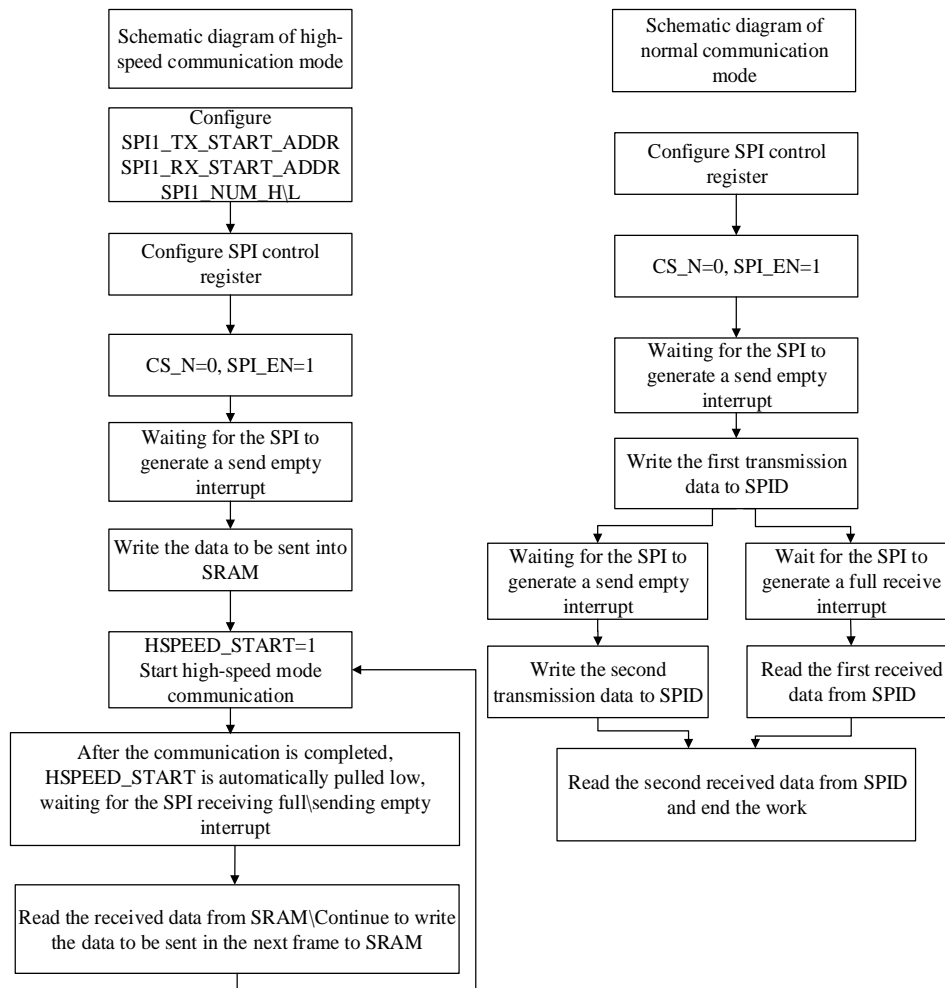 Schematic diagram of high-
speed communication mode
Configure
SPI1_TX_START_ADDR
SPI1_RX_START_ADDR
SPI1_NUM_H\L
Configure SPI control
register
CS_N=0, SPI_EN=1
Waiting for the SPI to
generate a send empty
interrupt
Write the data to be sent into
SRAM
HSPEED_START=1
Start high-speed mode
communication
After the communication is completed,
HSPEED_START is automatically pulled low,
waiting for the SPI receiving full\sending empty
interrupt
Read the received data from SRAM\Continue to write
the data to be sent in the next frame to SRAM
Schematic diagram of
normal communication
mode
Configure SPI control
register
CS_N=0, SPI_EN=1
Waiting for the SPI to
generate a send empty
interrupt
Write the first transmission
data to SPID
Waiting for the SPI to
generate a send empty
interrupt
Write the second
transmission data to SPID
Wait for the SPI to
generate a full receive
interrupt
Read the first received
data from SPID
Read the second received data from SPID
and end the work